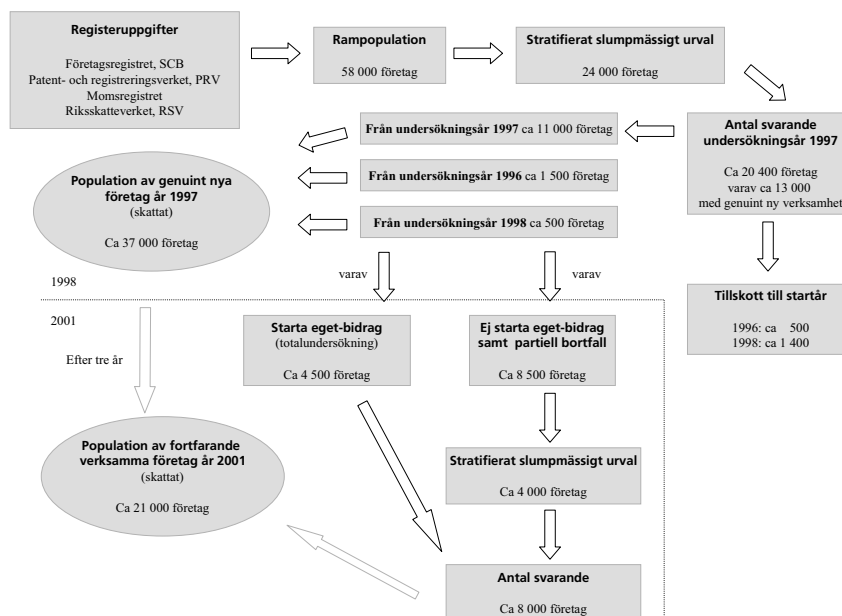 Registeruppgifter
Företagsregistret, SCB
Patent- och registreringsverket, PRV
Momsregistret
Riksskatteverket, RSV
Rampopulation
58 000 företag
Stratifierat slumpmässigt urval
24 000 företag
Antal svarande
undersökningsår 1997
Ca 20 400 företag
varav ca 13 000
med genuint ny verksamhet
Från undersökningsår 1997 ca 11 000 företag
Från undersökningsår 1996 ca 1 500 företag
Från undersökningsår 1998 ca 500 företag
Population av genuint nya
företag år 1997
(skattat)
Ca 37 000 företag
varav
varav
1998
2001
Tillskott till startår
1996: ca 500
1998: ca 1 400
Efter tre år
Starta eget-bidrag
(totalundersökning)
Ca 4 500 företag
Ej starta eget-bidrag
samt partiell bortfall
Ca 8 500 företag
Population av fortfarande
verksamma företag år 2001
(skattat)
Ca 21 000 företag
Stratifierat slumpmässigt urval
Ca 4 000 företag
Antal svarande
Ca 8 000 företag